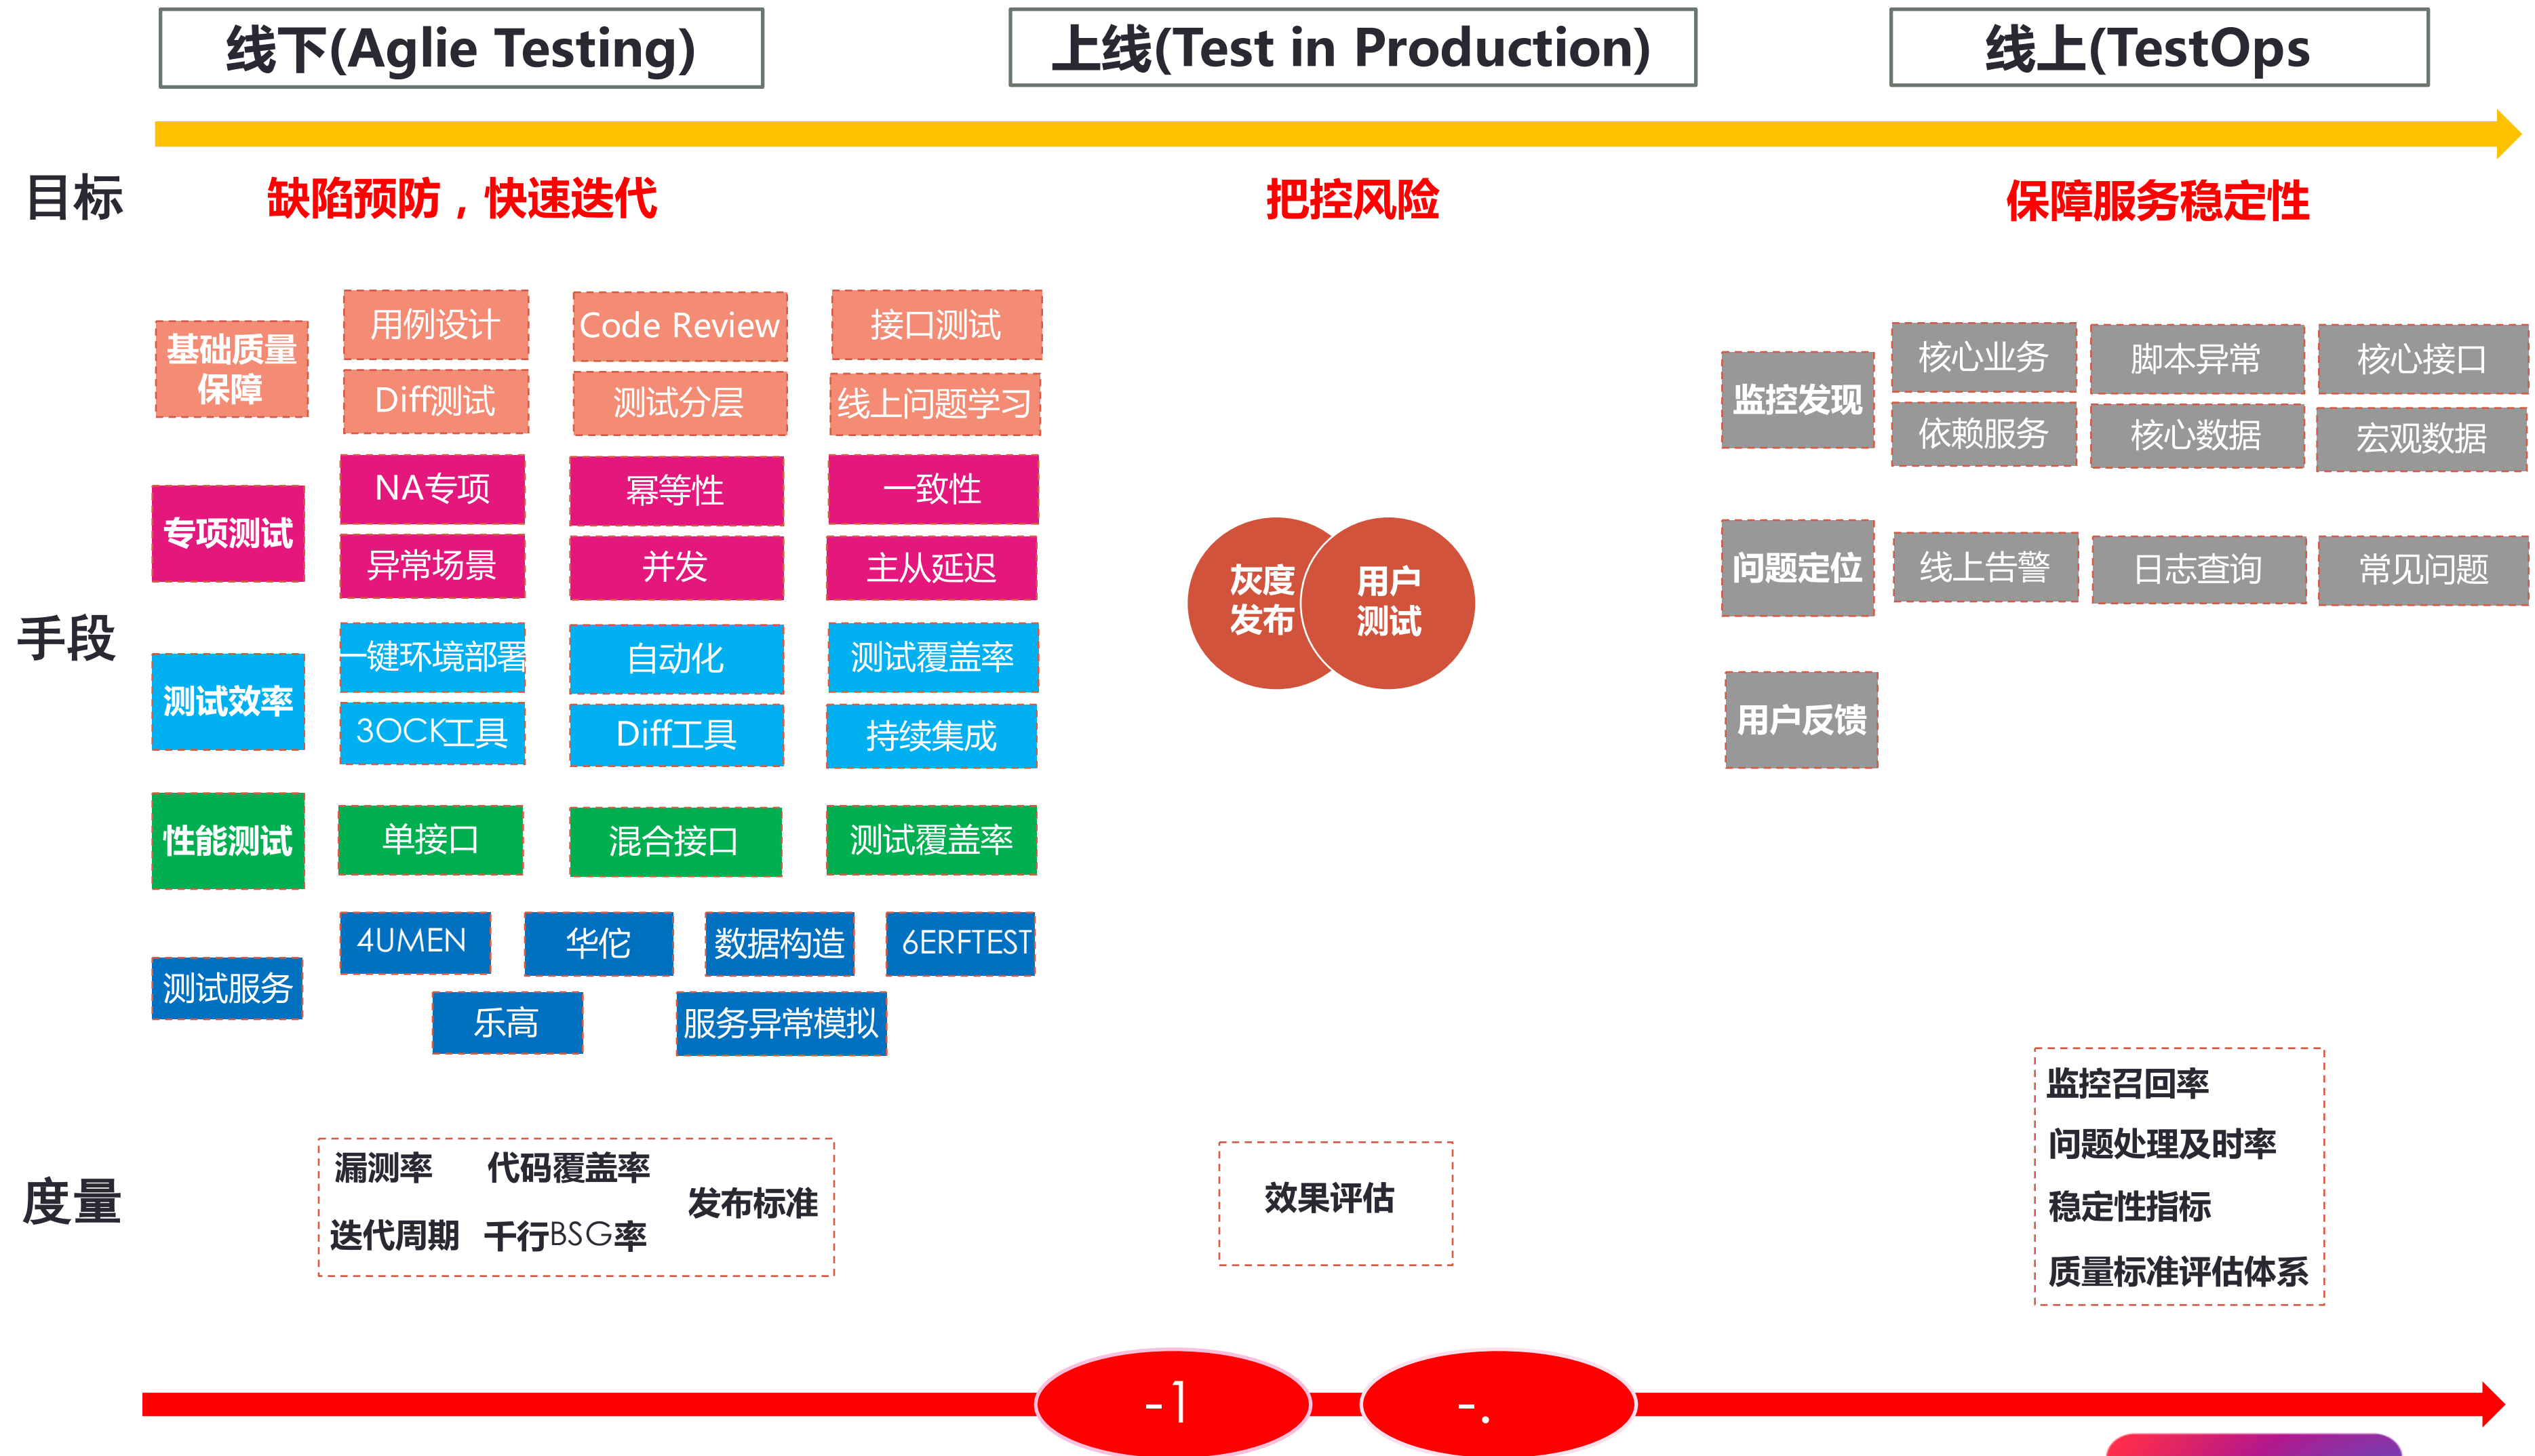 线下(Aglie Testing)
上线(Test in Production)
线上(TestOps
目标
缺陷预防，快速迭代
把控风险
保障服务稳定性
手段
基础质量
保障
用例设计
Code Review
接口测试
Diff测试
测试分层
线上问题学习
专项测试
NA专项
幂等性
一致性
异常场景
并发
主从延迟
测试效率
一键环境部署
自动化
测试覆盖率
3OCK工具
Diff工具
持续集成
性能测试
单接口
混合接口
测试覆盖率
测试服务
4UMEN
华佗
数据构造
6ERFTEST
乐高
服务异常模拟
灰度
发布
用户
测试
监控发现
核心业务
脚本异常
核心接口
依赖服务
核心数据
宏观数据
问题定位
线上告警
日志查询
常见问题
用户反馈
度量
漏测率
代码覆盖率
发布标准
迭代周期
千行BSG率
效果评估
监控召回率
问题处理及时率
稳定性指标
质量标准评估体系
-1
-.